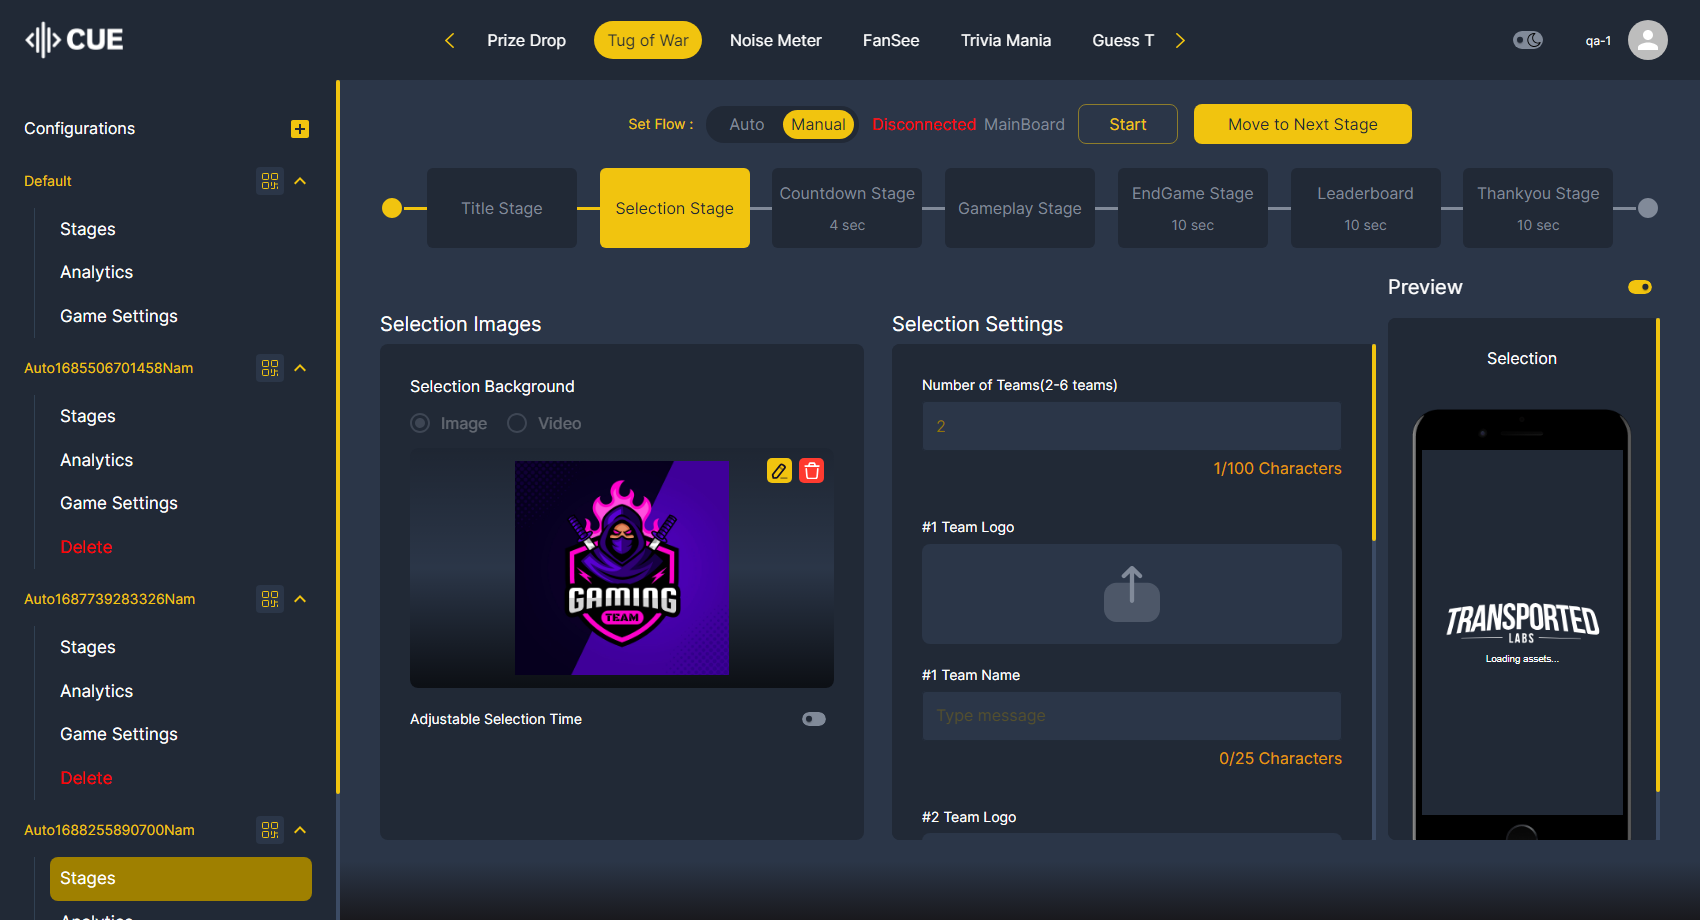 CUE
Prize Drop
Tug of War
Noise Meter
FanSee
Trivia Mania
Guess T
qa-1
Configurations
Default
Stages
Analytics
Game Settings
Auto1685506701458Nam
Stages
Analytics
Game Settings
Delete
Auto1687739283326Nam
Stages
Analytics
Game Settings
Delete
Auto1688255890700Nam
Stages
Analytics
Set Flow :
Auto
Manual
Disconnected MainBoard
Start
Move to Next Stage
Title Stage
Selection Stage
Countdown Stage
4 sec
Gameplay Stage
EndGame Stage
10 sec
Leaderboard
10 sec
Thankyou Stage
10 sec
Selection Images
Selection Background
Image
Video
GAMING
TEAM
Adjustable Selection Time
Selection Settings
Number of Teams(2-6 teams)
2
1/100 Characters
#1 Team Logo
#1 Team Name
Type message
0/25 Characters
#2 Team Logo
Preview
Selection
TRANSPORTED
LABS
Loading assets...